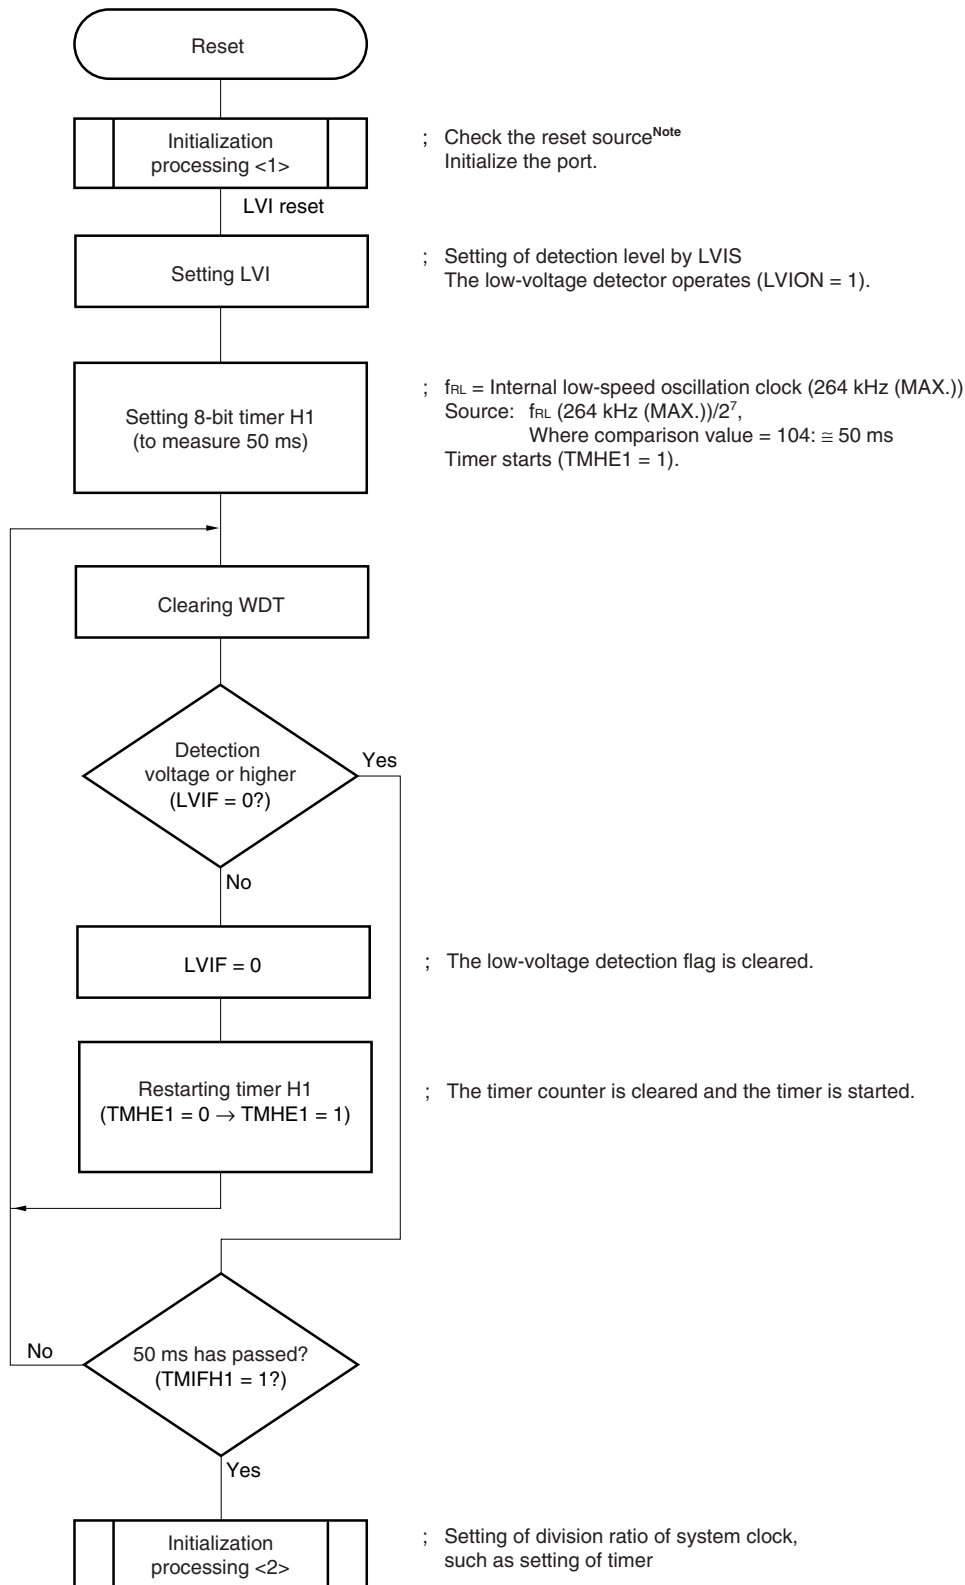 Reset
Initialization
processing <1>
; Check the reset sourceNote
Initialize the port.
LVI reset
Setting LVI
; Setting of detection level by LVIS
The low-voltage detector operates (LVION = 1).
Setting 8-bit timer H1
(to measure 50 ms)
; fRL = Internal low-speed oscillation clock (264 kHz (MAX.))
Source: fRL (264 kHz (MAX.))/2⁷,
Where comparison value = 104: ≅ 50 ms
Timer starts (TMHE1 = 1).
Clearing WDT
Detection
voltage or higher
(LVIF = 0?)
Yes
No
LVIF = 0
; The low-voltage detection flag is cleared.
Restarting timer H1
(TMHE1 = 0 → TMHE1 = 1)
; The timer counter is cleared and the timer is started.
No
50 ms has passed?
(TMIFH1 = 1?)
Yes
Initialization
processing <2>
; Setting of division ratio of system clock,
such as setting of timer